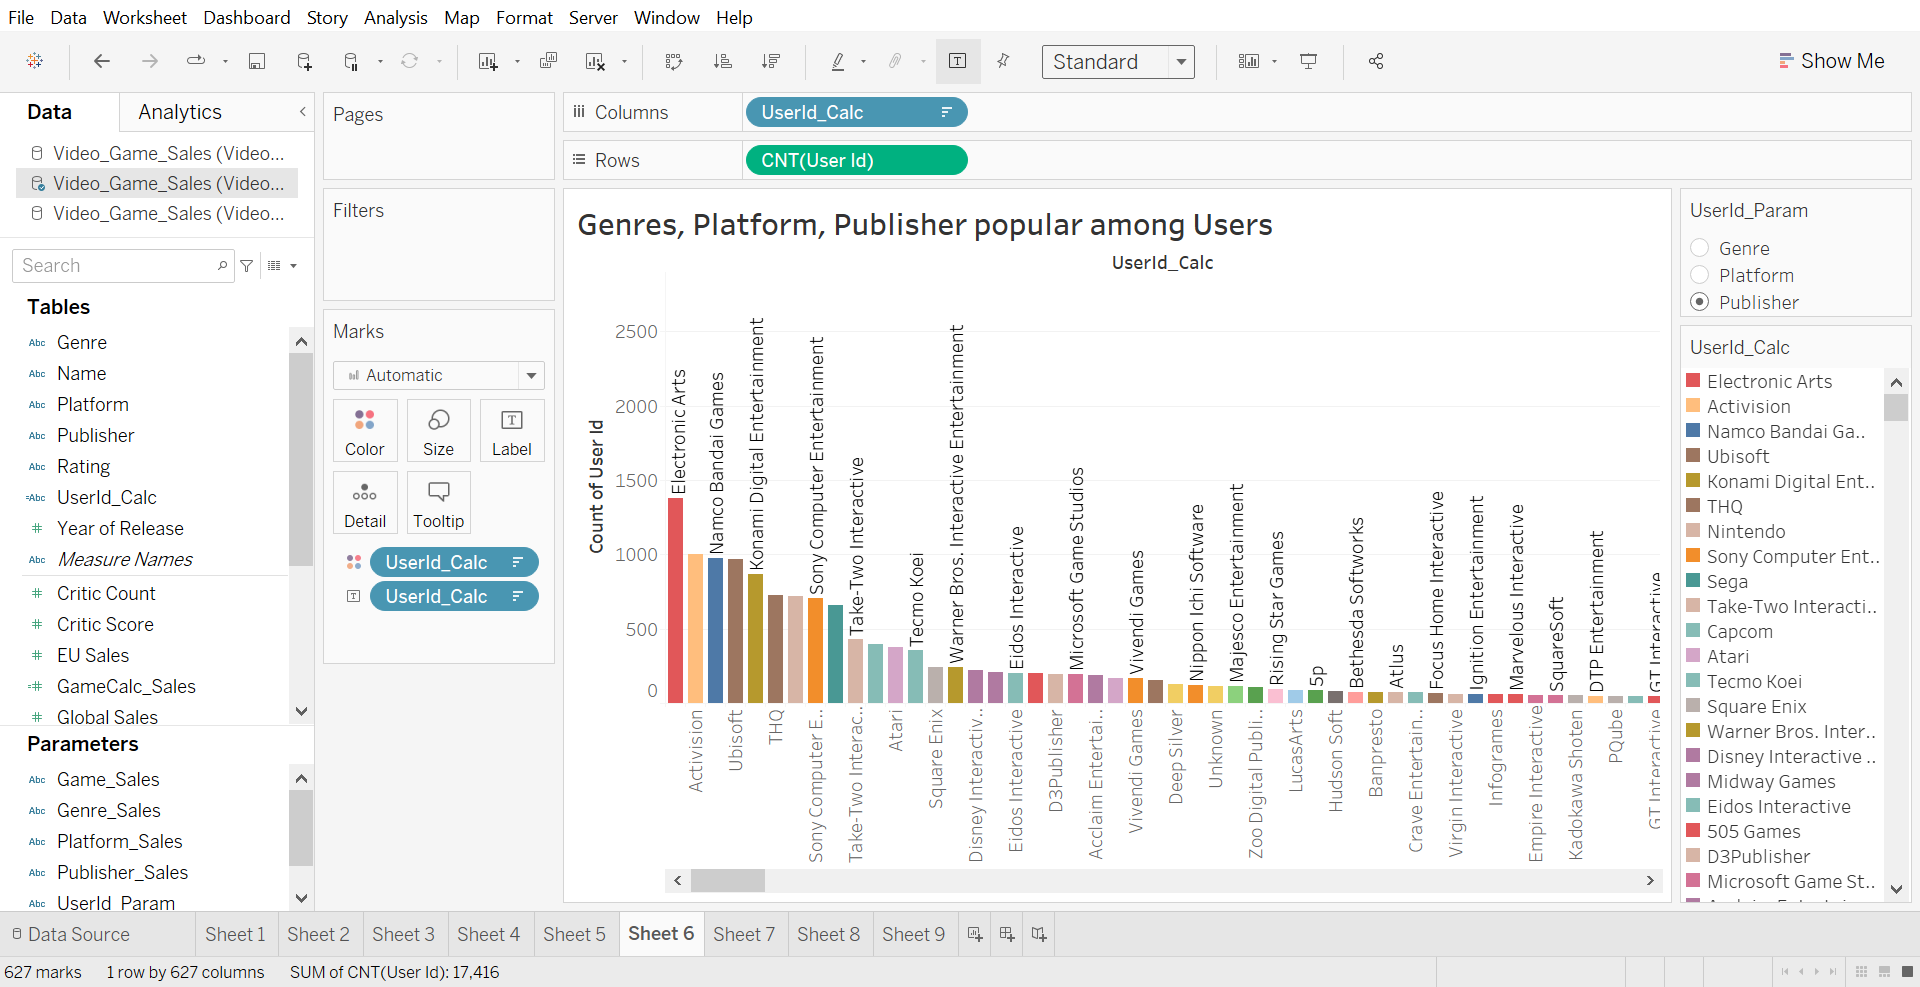 File Data Worksheet Dashboard Story Analysis Map Format Server Window Help
Standard
Show Me
Data
Analytics
Video_Game_Sales (Video...
Video_Game_Sales (Video...
Video_Game_Sales (Video...
Search
Tables
Abc Genre
Abc Name
Abc Platform
Abc Publisher
Abc Rating
=Abc UserId_Calc
# Year of Release
Abc Measure Names
# Critic Count
# Critic Score
# EU Sales
=# GameCalc_Sales
# Global Sales
Parameters
Abc Game_Sales
Abc Genre_Sales
Abc Platform_Sales
Abc Publisher_Sales
Abc UserId_Param
Pages
Filters
Marks
Automatic
Color Size Label
Detail Tooltip
UserId_Calc
UserId_Calc
Columns UserId_Calc
Rows CNT(User Id)
Genres, Platform, Publisher popular among Users
UserId_Calc
Count of User Id
2500
2000
1500
1000
500
0
Electronic Arts
Namco Bandai Games
Konami Digital Entertainment
Sony Computer Entertainment
Take-Two Interactive
Tecmo Koei
Warner Bros. Interactive Entertainment
Eidos Interactive
Microsoft Game Studios
Vivendi Games
Nippon Ichi Software
Majesco Entertainment
Rising Star Games
5p
Bethesda Softworks
Atlus
Focus Home Interactive
Ignition Entertainment
Marvelous Interactive
SquareSoft
DTP Entertainment
GT Interactive
Activision
Ubisoft
THQ
Sony Computer E..
Take-Two Interac..
Atari
Square Enix
Disney Interactiv..
Eidos Interactive
D3Publisher
Acclaim Entertai..
Vivendi Games
Deep Silver
Unknown
Zoo Digital Publi..
LucasArts
Hudson Soft
Banpresto
Crave Entertain..
Virgin Interactive
Infogrames
Empire Interactive
Kadokawa Shoten
PQube
GT Interactive
UserId_Param
Genre
Platform
Publisher
UserId_Calc
Electronic Arts
Activision
Namco Bandai Ga..
Ubisoft
Konami Digital Ent..
THQ
Nintendo
Sony Computer Ent..
Sega
Take-Two Interacti..
Capcom
Atari
Tecmo Koei
Square Enix
Warner Bros. Inter..
Disney Interactive ..
Midway Games
Eidos Interactive
505 Games
D3Publisher
Microsoft Game St..
Data Source Sheet 1 Sheet 2 Sheet 3 Sheet 4 Sheet 5 Sheet 6 Sheet 7 Sheet 8 Sheet 9
627 marks 1 row by 627 columns SUM of CNT(User Id): 17,416